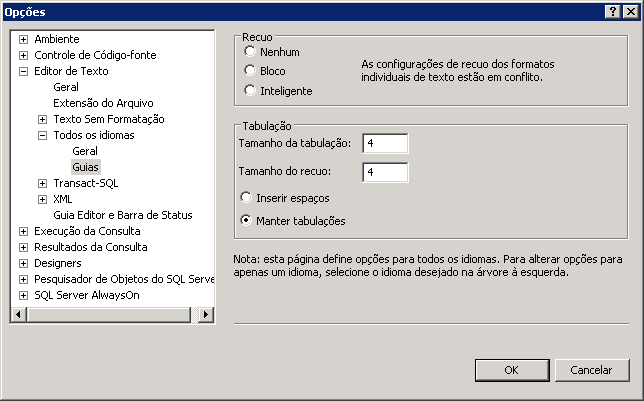 Opções
Ambiente
Controle de Código-fonte
Editor de Texto
Geral
Extensão do Arquivo
Texto Sem Formatação
Todos os idiomas
Geral
Guias
Transact-SQL
XML
Guia Editor e Barra de Status
Execução da Consulta
Resultados da Consulta
Designers
Pesquisador de Objetos do SQL Serve
SQL Server AlwaysOn
Recuo
Nenhum
Bloco
Inteligente
As configurações de recuo dos formatos
individuais de texto estão em conflito.
Tabulação
Tamanho da tabulação: 4
Tamanho do recuo: 4
Inserir espaços
Manter tabulações
Nota: esta página define opções para todos os idiomas. Para alterar opções para
apenas um idioma, selecione o idioma desejado na árvore à esquerda.
OK
Cancelar